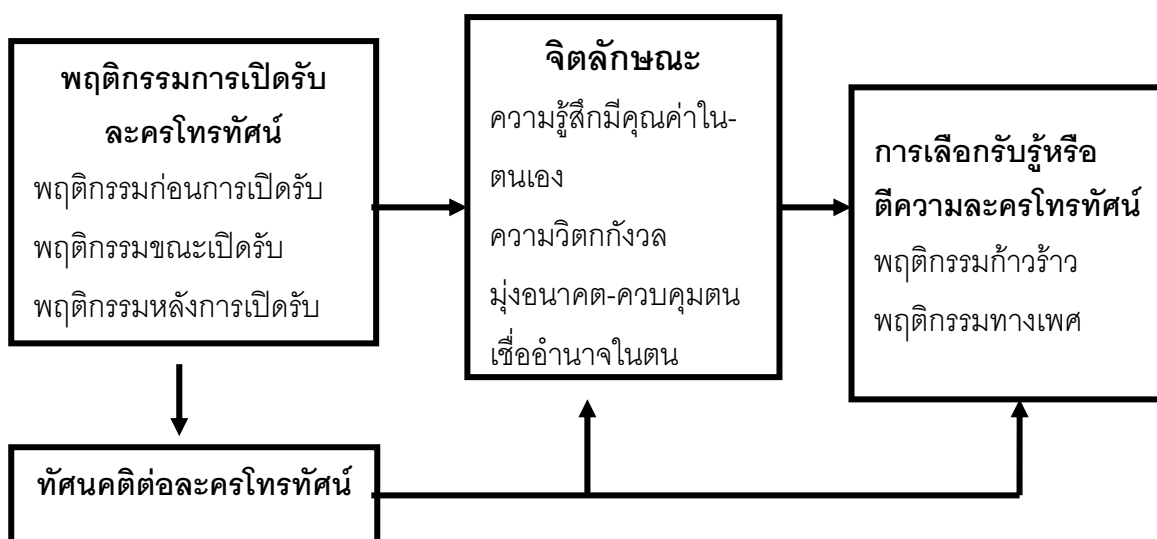 พฤติกรรมการเปิดรับ
ละครโทรทัศน์
พฤติกรรมก่อนการเปิดรับ
พฤติกรรมขณะเปิดรับ
พฤติกรรมหลังการเปิดรับ
จิตลักษณะ
ความรู้สึกมีคุณค่าใน-
ตนเอง
ความวิตกกังวล
มุ่งอนาคต-ควบคุมตน
เชื่ออำนาจในตน
การเลือกรับรู้หรือ
ตีความละครโทรทัศน์
พฤติกรรมก้าวร้าว
พฤติกรรมทางเพศ
ทัศนคติต่อละครโทรทัศน์